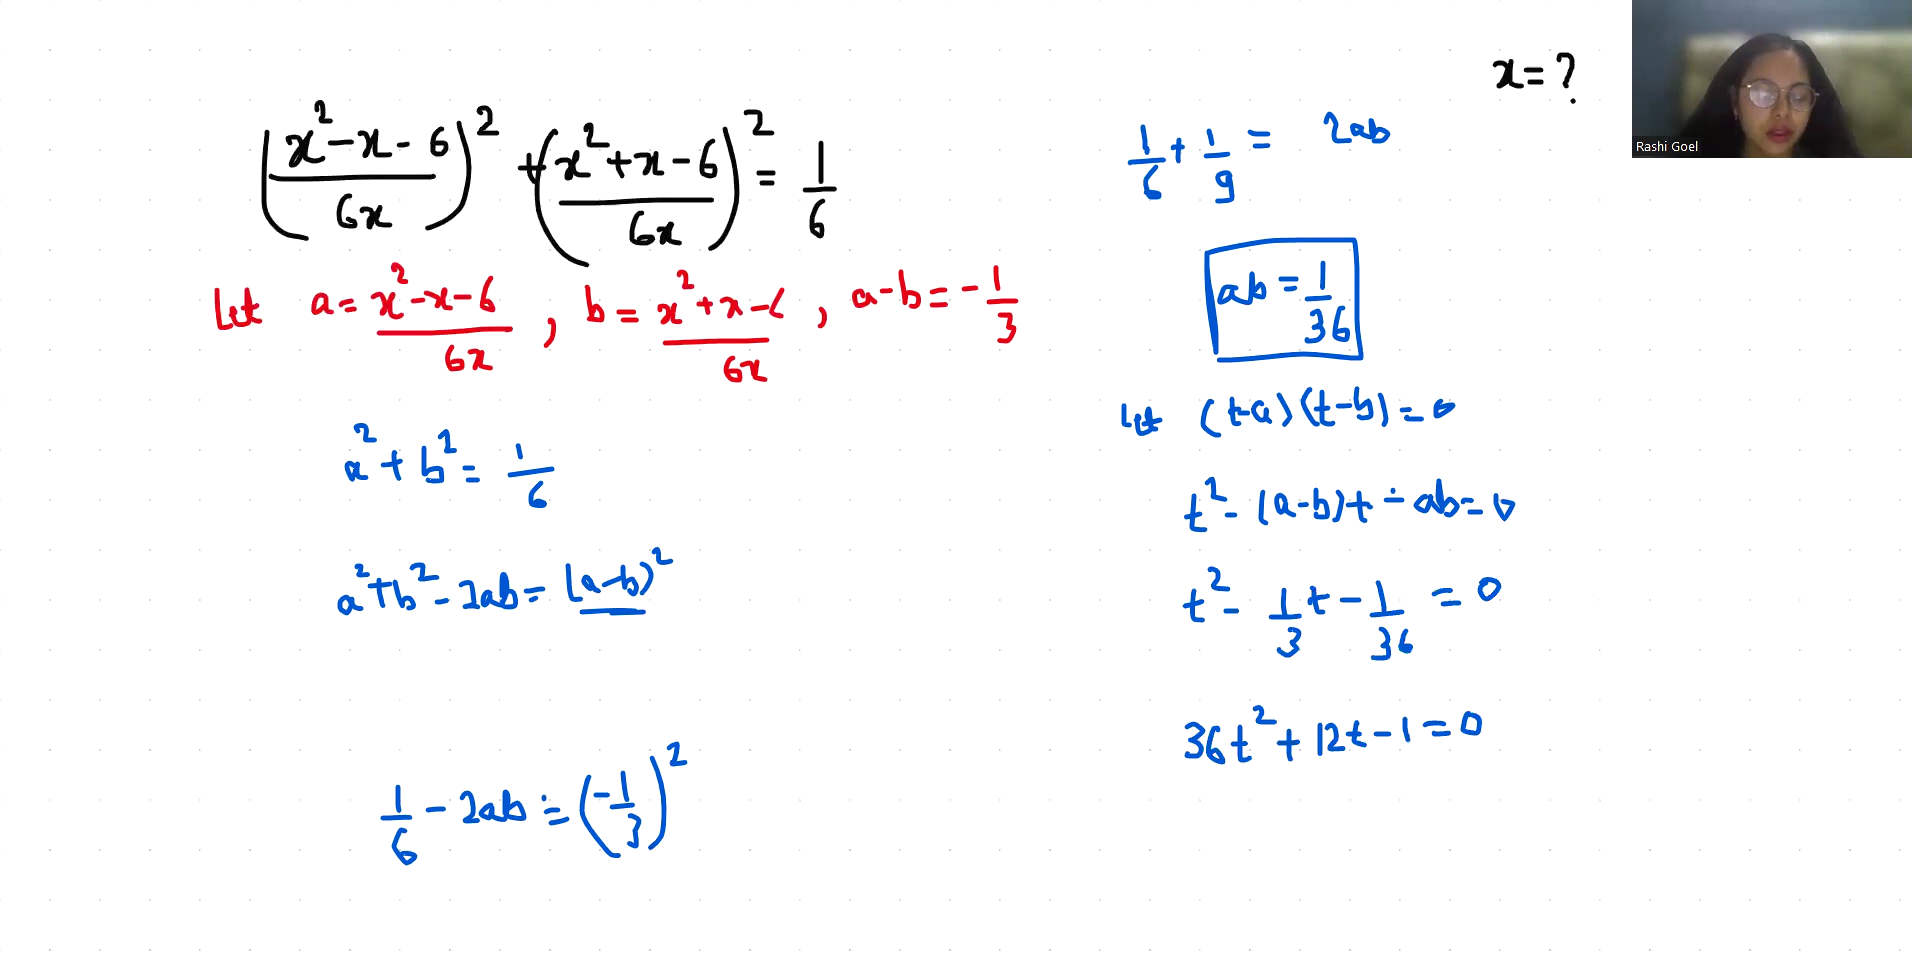 x = ?
Rashi Goel
((x² - x - 6)/(6x))² + ((x² + x - 6)/(6x))² = 1/6
Let a = (x² - x - 6)/(6x), b = (x² + x - 6)/(6x), a - b = -1/3
a² + b² = 1/6
a² + b² - 2ab = (a - b)²
1/6 - 2ab = (-1/3)²
1/6 + 1/9 = 2ab
ab = 1/36
Let (t-a)(t-b) = 0
t² - (a-b)t - ab = 0
t² - 1/3 t - 1/36 = 0
36t² + 12t - 1 = 0